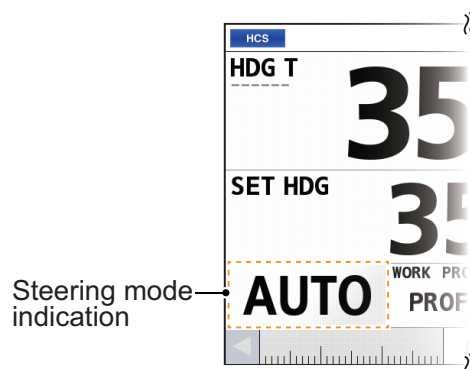 HCS
HDG T
35
SET HDG
35
Steering mode
indication
AUTO
WORK
PROF